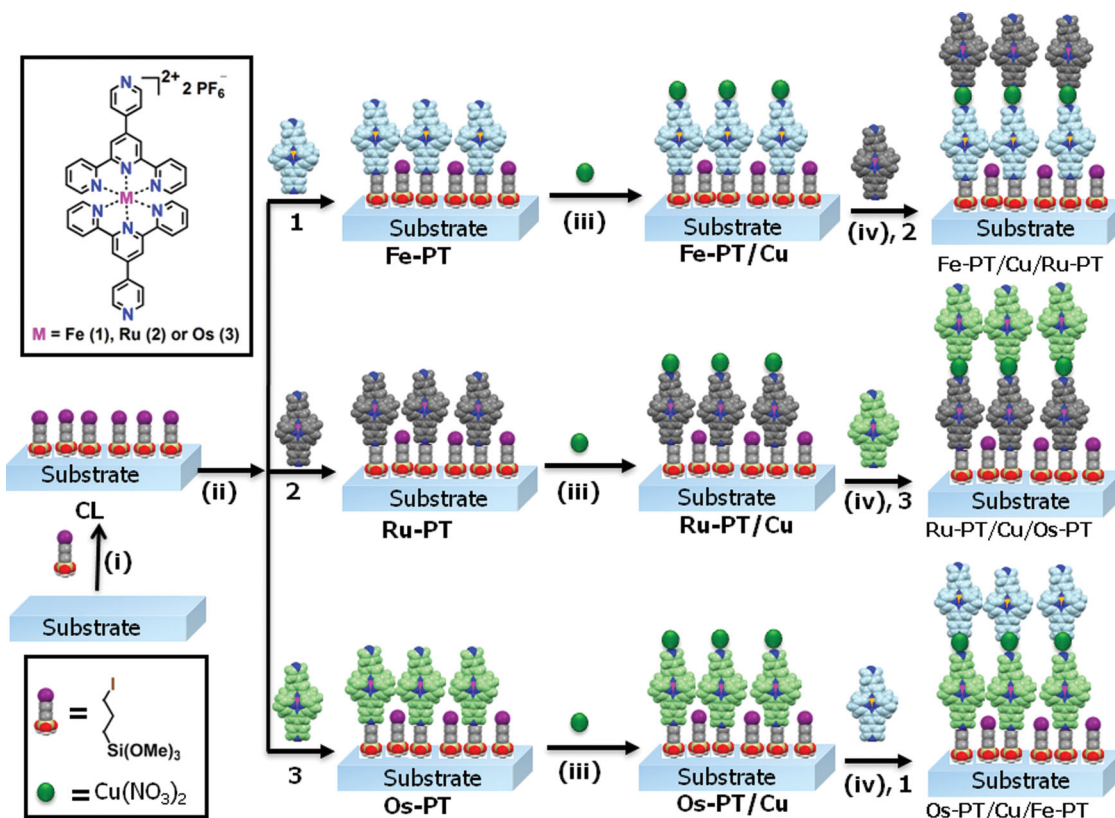 N
2+
2 PF6−
N
N
N
M
N
N
N
N
M = Fe (1), Ru (2) or Os (3)
Substrate
CL
(i)
Substrate
I
=
Si(OMe)3
= Cu(NO3)2
(ii)
1
Substrate
Fe-PT
(iii)
Substrate
Fe-PT/Cu
(iv), 2
Substrate
Fe-PT/Cu/Ru-PT
2
Substrate
Ru-PT
(iii)
Substrate
Ru-PT/Cu
(iv), 3
Substrate
Ru-PT/Cu/Os-PT
3
Substrate
Os-PT
(iii)
Substrate
Os-PT/Cu
(iv), 1
Substrate
Os-PT/Cu/Fe-PT